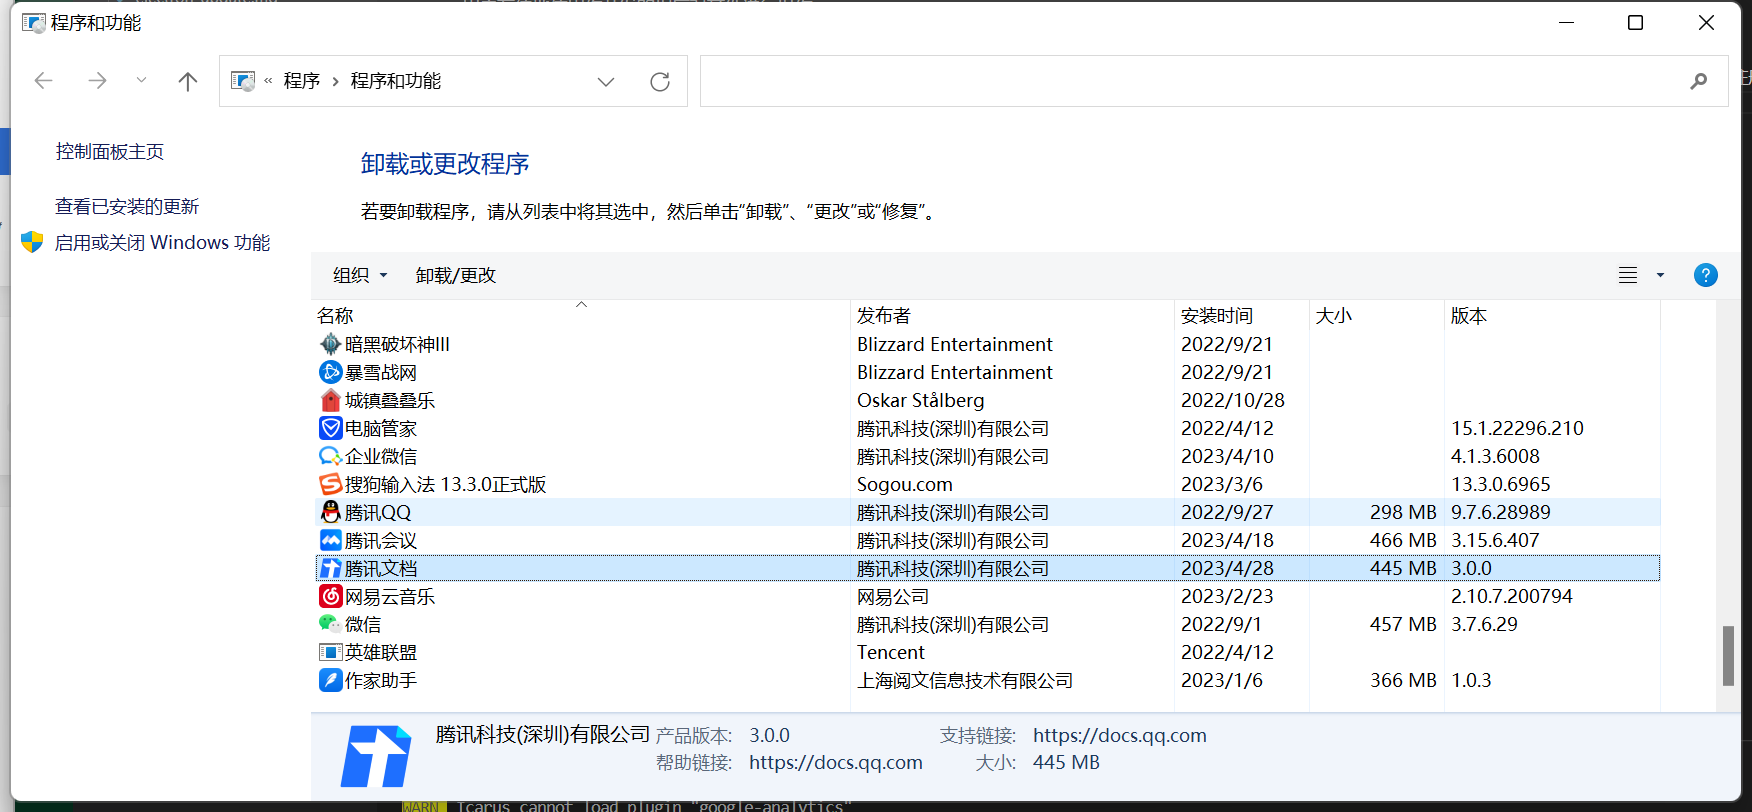 程序和功能
« 程序 › 程序和功能
控制面板主页
查看已安装的更新
启用或关闭 Windows 功能
卸载或更改程序
若要卸载程序，请从列表中将其选中，然后单击“卸载”、“更改”或“修复”。
组织 卸载/更改
名称 发布者 安装时间 大小 版本
暗黑破坏神III Blizzard Entertainment 2022/9/21
暴雪战网 Blizzard Entertainment 2022/9/21
城镇叠叠乐 Oskar Stålberg 2022/10/28
电脑管家 腾讯科技(深圳)有限公司 2022/4/12 15.1.22296.210
企业微信 腾讯科技(深圳)有限公司 2023/4/10 4.1.3.6008
搜狗输入法 13.3.0正式版 Sogou.com 2023/3/6 13.3.0.6965
腾讯QQ 腾讯科技(深圳)有限公司 2022/9/27 298 MB 9.7.6.28989
腾讯会议 腾讯科技(深圳)有限公司 2023/4/18 466 MB 3.15.6.407
腾讯文档 腾讯科技(深圳)有限公司 2023/4/28 445 MB 3.0.0
网易云音乐 网易公司 2023/2/23 2.10.7.200794
微信 腾讯科技(深圳)有限公司 2022/9/1 457 MB 3.7.6.29
英雄联盟 Tencent 2022/4/12
作家助手 上海阅文信息技术有限公司 2023/1/6 366 MB 1.0.3
腾讯科技(深圳)有限公司 产品版本: 3.0.0 支持链接: https://docs.qq.com
帮助链接: https://docs.qq.com 大小: 445 MB
WARN Icarus cannot load plugin "google-analytics"